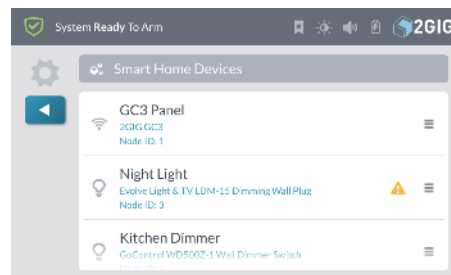 System Ready To Arm
2GIG
Smart Home Devices
GC3 Panel
2GIG GC3
Node ID: 1
Night Light
Evolve Light & TV LDM-15 Dimming Wall Plug
Node ID: 3
Kitchen Dimmer
GoControl WD500Z-1 Wall Dimmer Switch